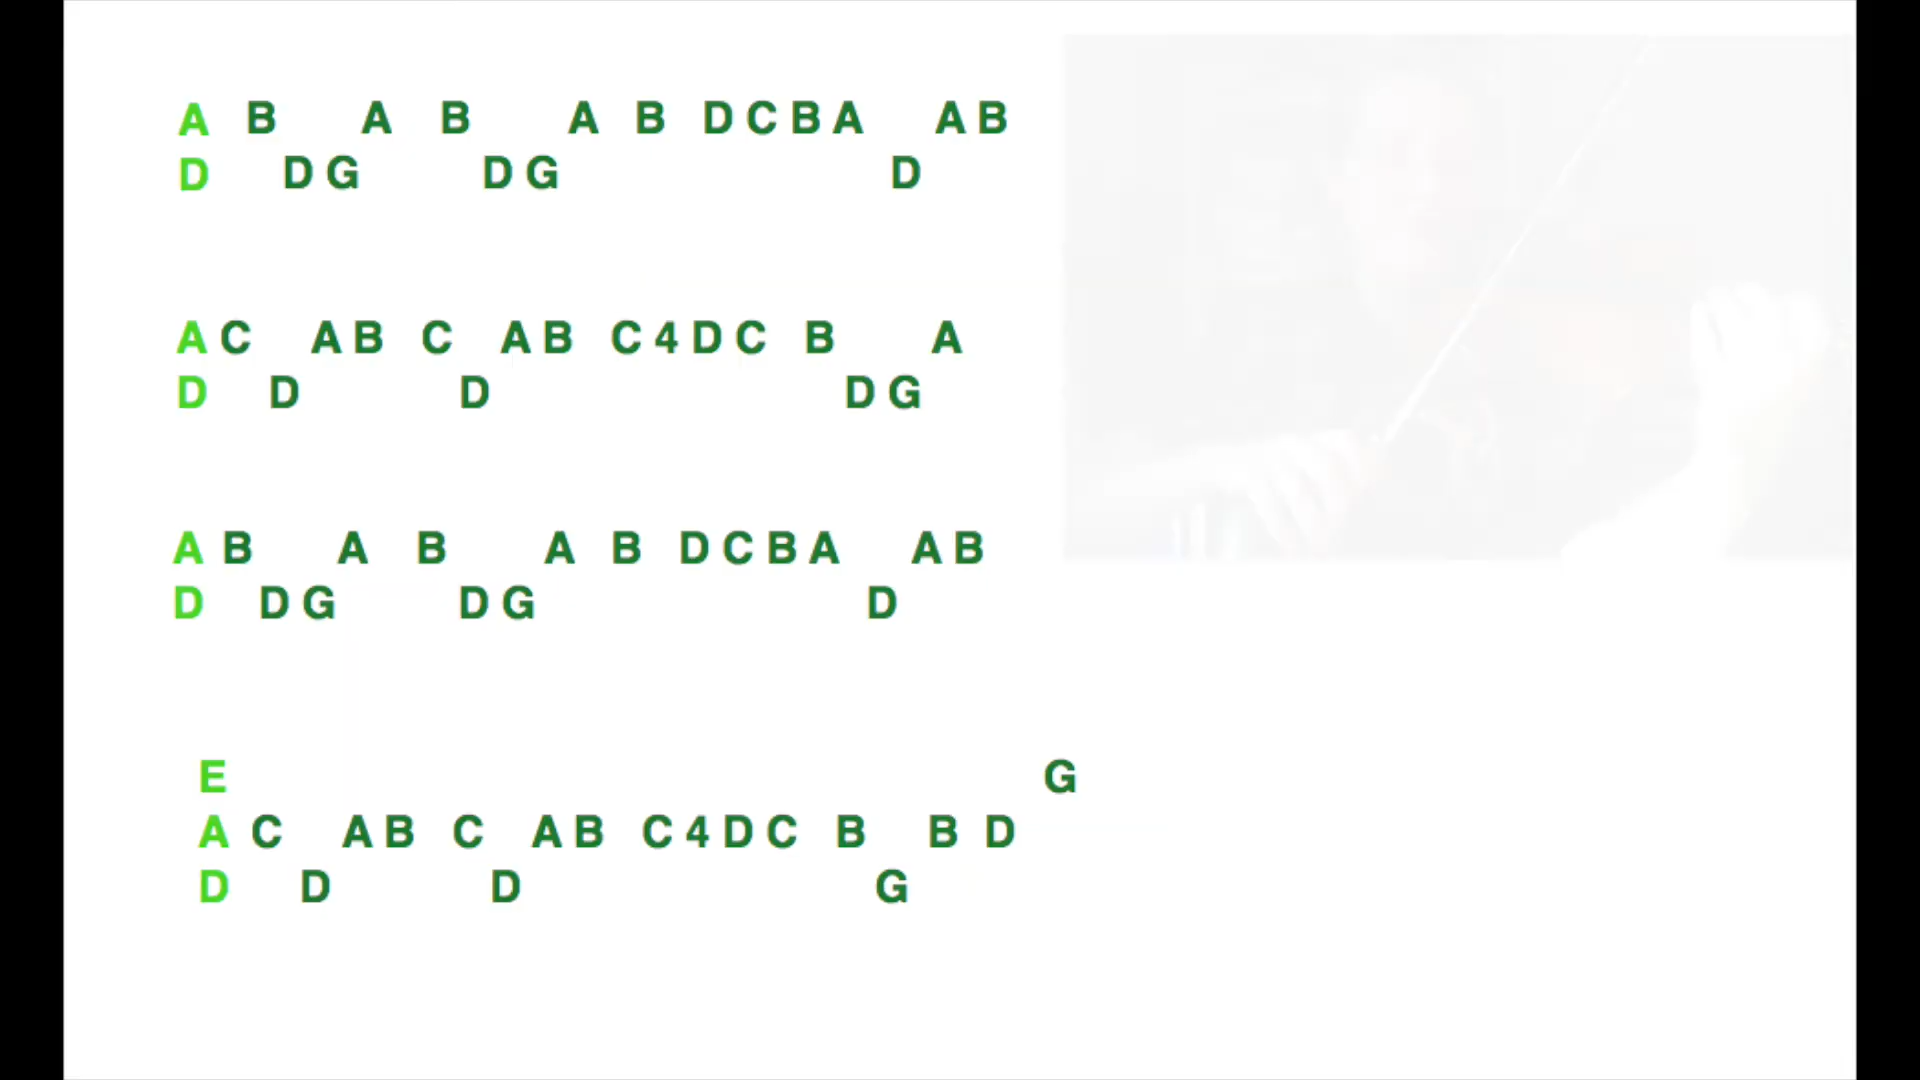 A B A B A B D C B A A B
D D G D G D
A C A B C A B C 4 D C B A
D D D D G
A B A B A B D C B A A B
D D G D G D
E G
A C A B C A B C 4 D C B B D
D D D G